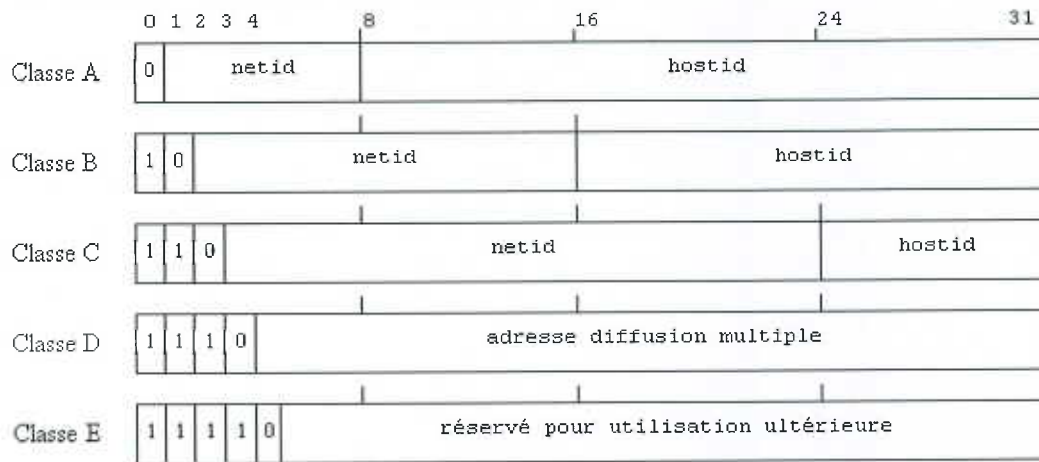 0 1 2 3 4 8 16 24 31
Classe A 0 netid hostid
Classe B 1 0 netid hostid
Classe C 1 1 0 netid hostid
Classe D 1 1 1 0 adresse diffusion multiple
Classe E 1 1 1 1 0 réservé pour utilisation ultérieure